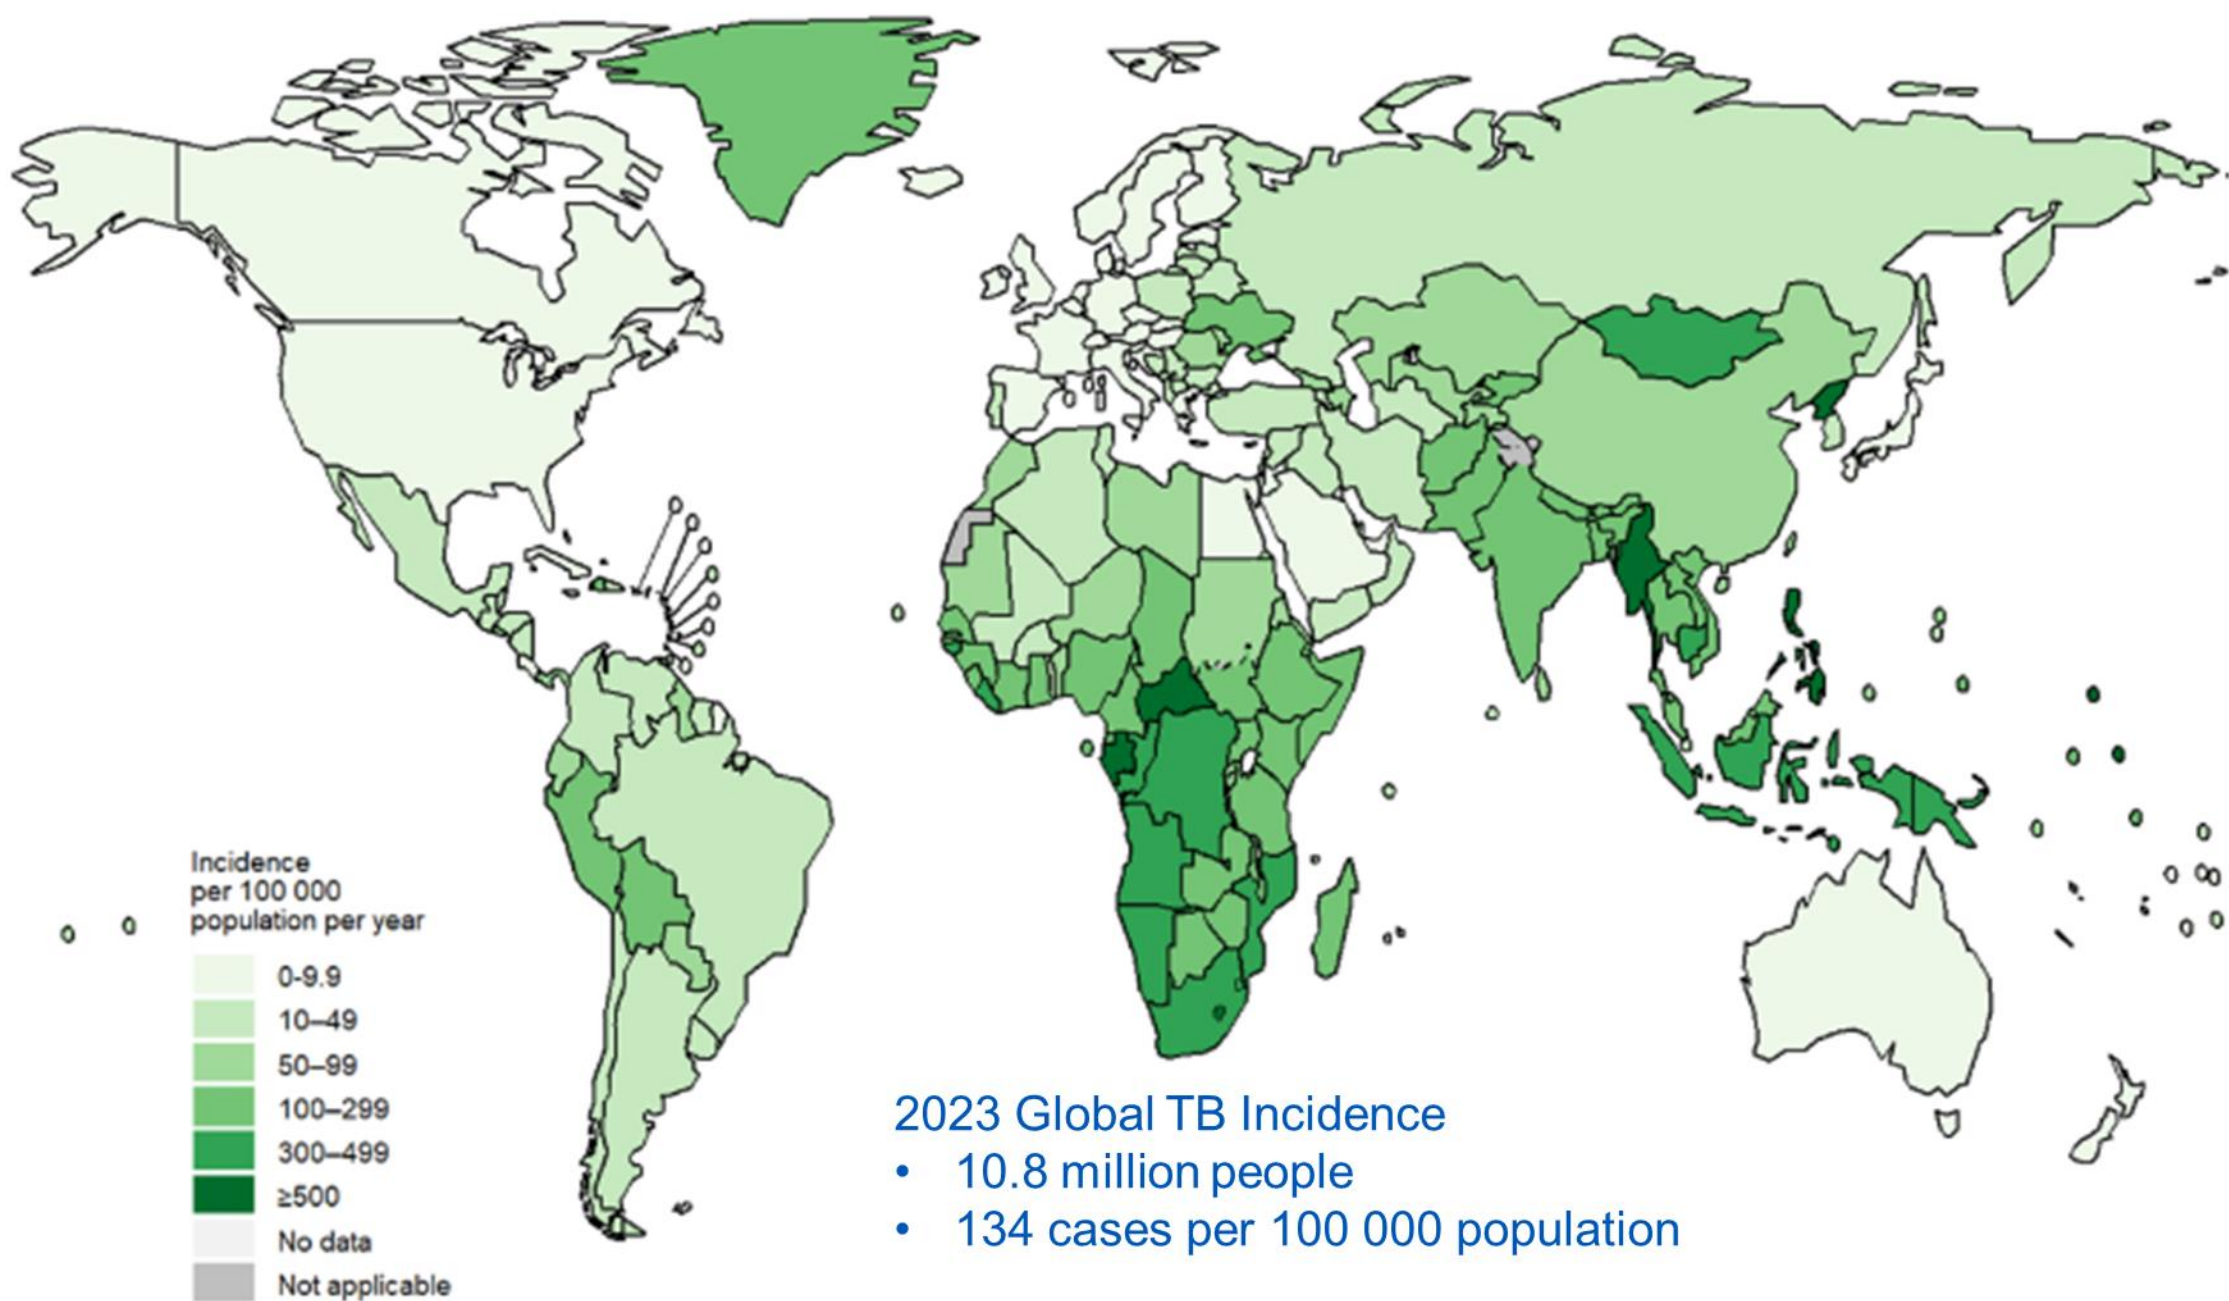 Incidence
per 100 000
population per year
0-9.9
10–49
50–99
100–299
300–499
≥500
No data
Not applicable
2023 Global TB Incidence
• 10.8 million people
• 134 cases per 100 000 population